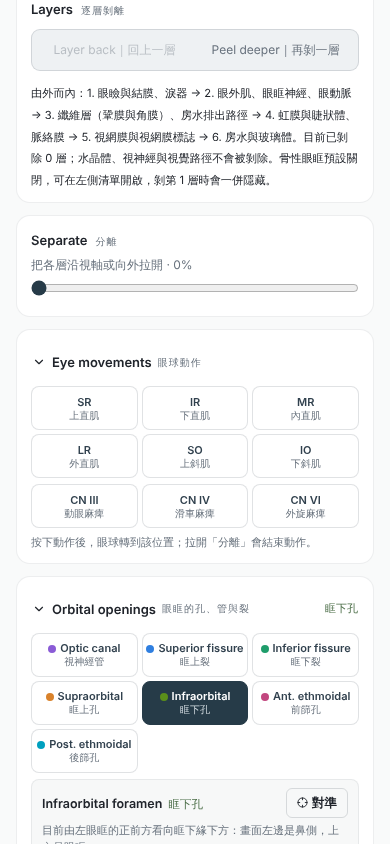 Layers 逐層剝離
Layer back｜回上一層 Peel deeper｜再剝一層
由外而內：1. 眼瞼與結膜、淚器 → 2. 眼外肌、眼眶神經、眼動脈
→ 3. 纖維層（鞏膜與角膜）、房水排出路徑 → 4. 虹膜與睫狀體、
脈絡膜 → 5. 視網膜與視網膜標誌 → 6. 房水與玻璃體。目前已剝
除 0 層；水晶體、視神經與視覺路徑不會被剝除。骨性眼眶預設關
閉，可在左側清單開啟，剝第 1 層時會一併隱藏。
Separate 分離
把各層沿視軸或向外拉開 · 0%
Eye movements 眼球動作
SR
上直肌
IR
下直肌
MR
內直肌
LR
外直肌
SO
上斜肌
IO
下斜肌
CN III
動眼麻痺
CN IV
滑車麻痺
CN VI
外旋麻痺
按下動作後，眼球轉到該位置；拉開「分離」會結束動作。
Orbital openings 眼眶的孔、管與裂 眶下孔
Optic canal
視神經管
Superior fissure
眶上裂
Inferior fissure
眶下裂
Supraorbital
眶上孔
Infraorbital
眶下孔
Ant. ethmoidal
前篩孔
Post. ethmoidal
後篩孔
Infraorbital foramen 眶下孔 對準
目前由左眼眶的正前方看向眶下緣下方：畫面左邊是鼻側，上